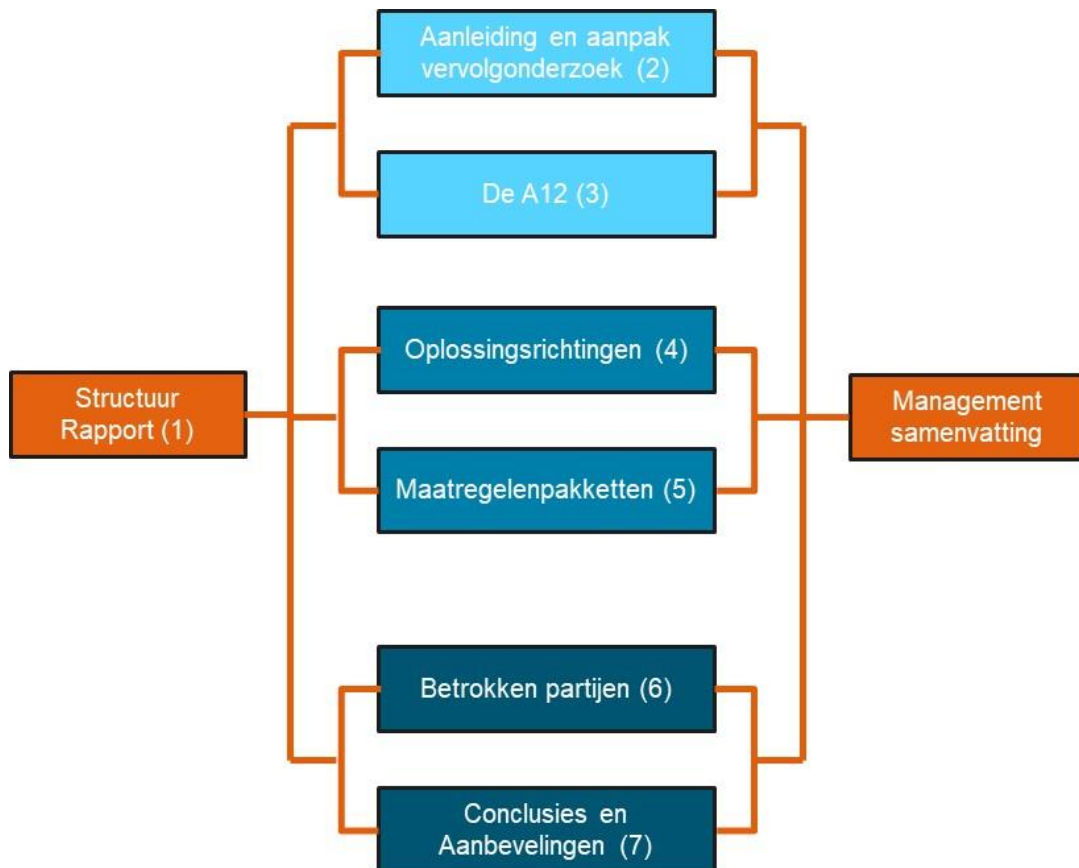 Aanleiding en aanpak
vervolgonderzoek (2)
De A12 (3)
Oplossingsrichtingen (4)
Structuur
Rapport (1)
Management
samenvatting
Maatregelenpakketten (5)
Betrokken partijen (6)
Conclusies en
Aanbevelingen (7)